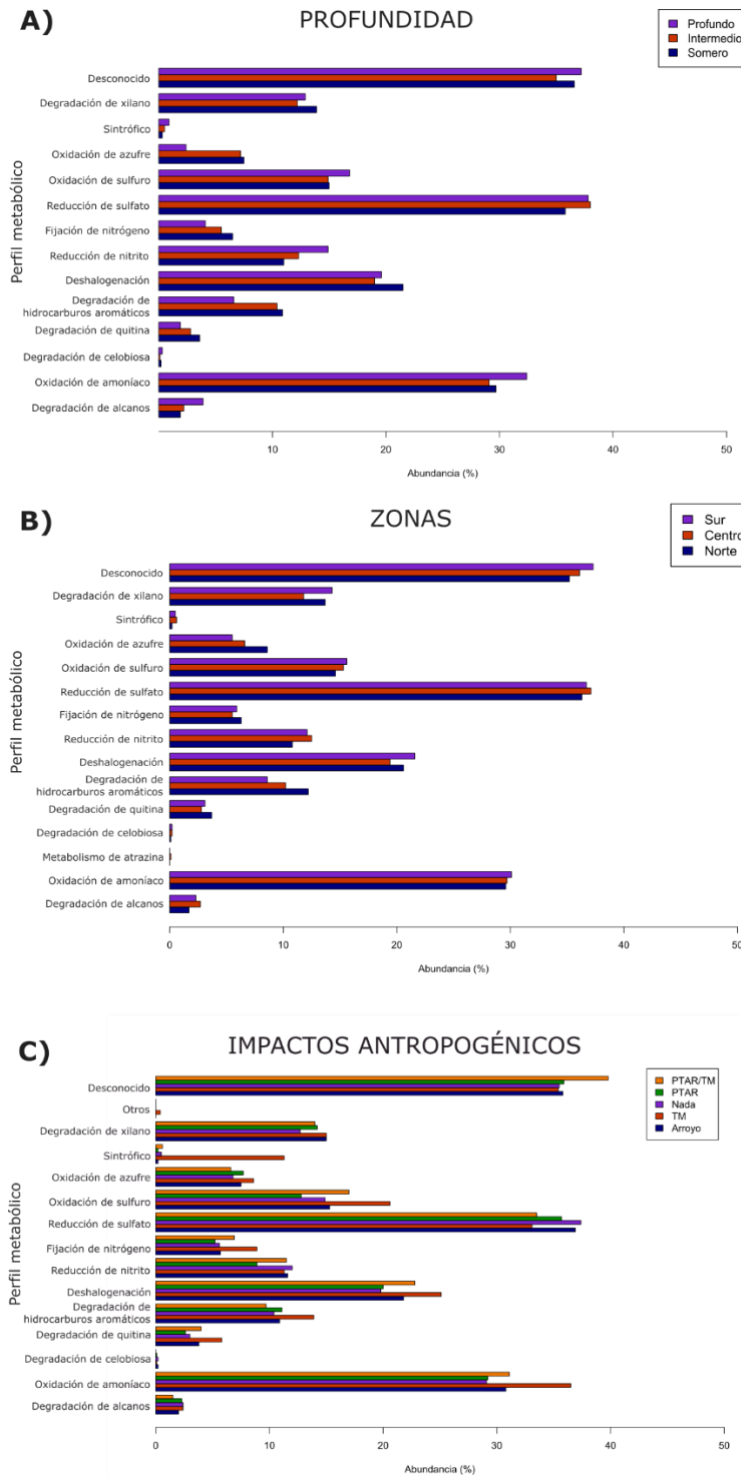 A)
PROFUNDIDAD
Profundo
Intermedio
Somero
Perfil metabólico
Desconocido
Degradación de xilano
Sintrófico
Oxidación de azufre
Oxidación de sulfuro
Reducción de sulfato
Fijación de nitrógeno
Reducción de nitrito
Deshalogenación
Degradación de
hidrocarburos aromáticos
Degradación de quitina
Degradación de celobiosa
Oxidación de amoníaco
Degradación de alcanos
10 20 30 40 50
Abundancia (%)
B)
ZONAS
Sur
Centro
Norte
Perfil metabólico
Desconocido
Degradación de xilano
Sintrófico
Oxidación de azufre
Oxidación de sulfuro
Reducción de sulfato
Fijación de nitrógeno
Reducción de nitrito
Deshalogenación
Degradación de
hidrocarburos aromáticos
Degradación de quitina
Degradación de celobiosa
Metabolismo de atrazina
Oxidación de amoníaco
Degradación de alcanos
0 10 20 30 40 50
Abundancia (%)
C)
IMPACTOS ANTROPOGÉNICOS
PTAR/TM
PTAR
Nada
TM
Arroyo
Perfil metabólico
Desconocido
Otros
Degradación de xilano
Sintrófico
Oxidación de azufre
Oxidación de sulfuro
Reducción de sulfato
Fijación de nitrógeno
Reducción de nitrito
Deshalogenación
Degradación de
hidrocarburos aromáticos
Degradación de quitina
Degradación de celobiosa
Oxidación de amoníaco
Degradación de alcanos
0 10 20 30 40 50
Abundancia (%)